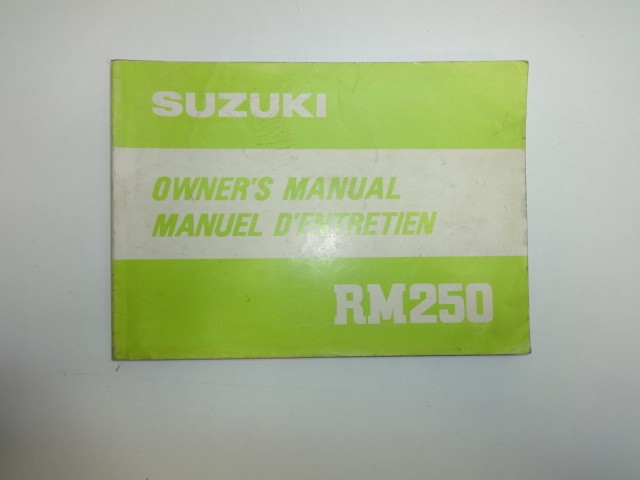 SUZUKI
OWNER'S MANUAL
MANUEL D'ENTRETIEN
RM250